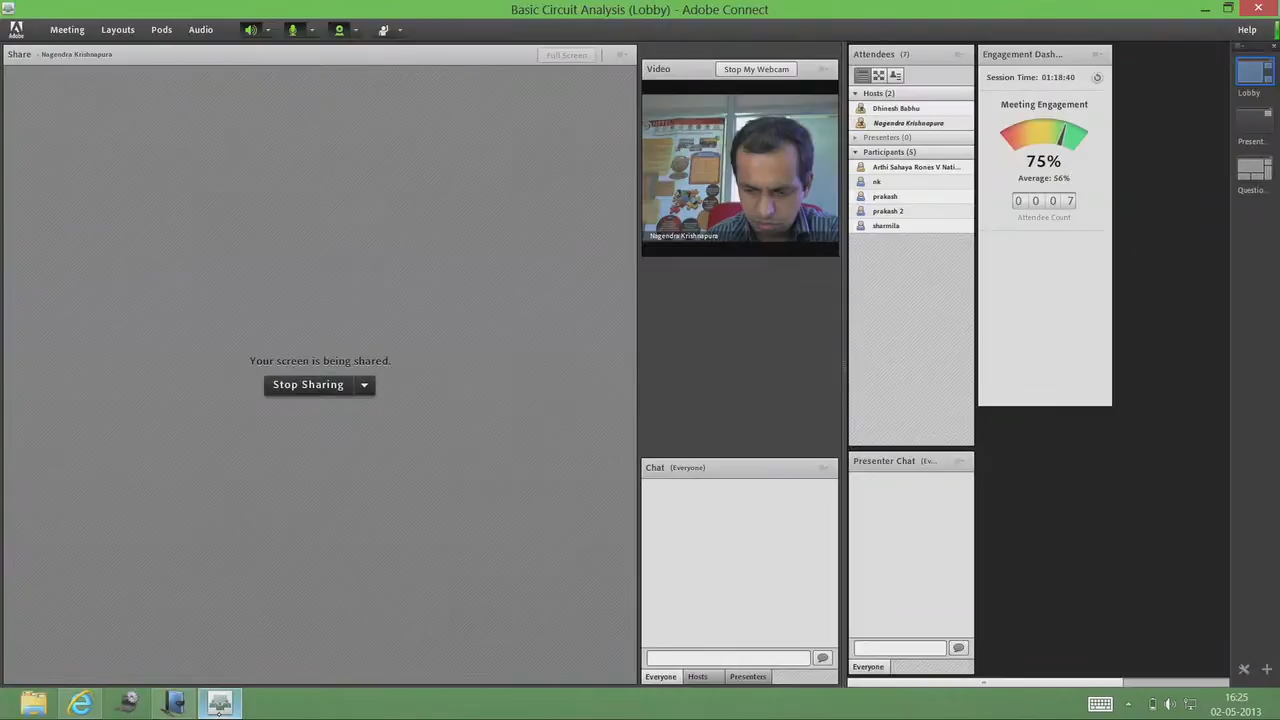 Basic Circuit Analysis (Lobby) - Adobe Connect
Adobe
Meeting
Layouts
Pods
Audio
Help
Share - Nagendra Krishnapura
Full Screen
Video
Stop My Webcam
Nagendra Krishnapura
Your screen is being shared.
Stop Sharing
Chat (Everyone)
Everyone
Hosts
Presenters
Attendees (7)
Hosts (2)
Dhinesh Babhu
Nagendra Krishnapura
Presenters (0)
Participants (5)
Arthi Sahaya Rones V Nati...
nk
prakash
prakash 2
sharmila
Presenter Chat (Ev...
Everyone
Engagement Dash...
Session Time: 01:18:40
Meeting Engagement
75%
Average: 56%
0 0 0 7
Attendee Count
Lobby
Present...
Questio...
16:25
02-05-2013